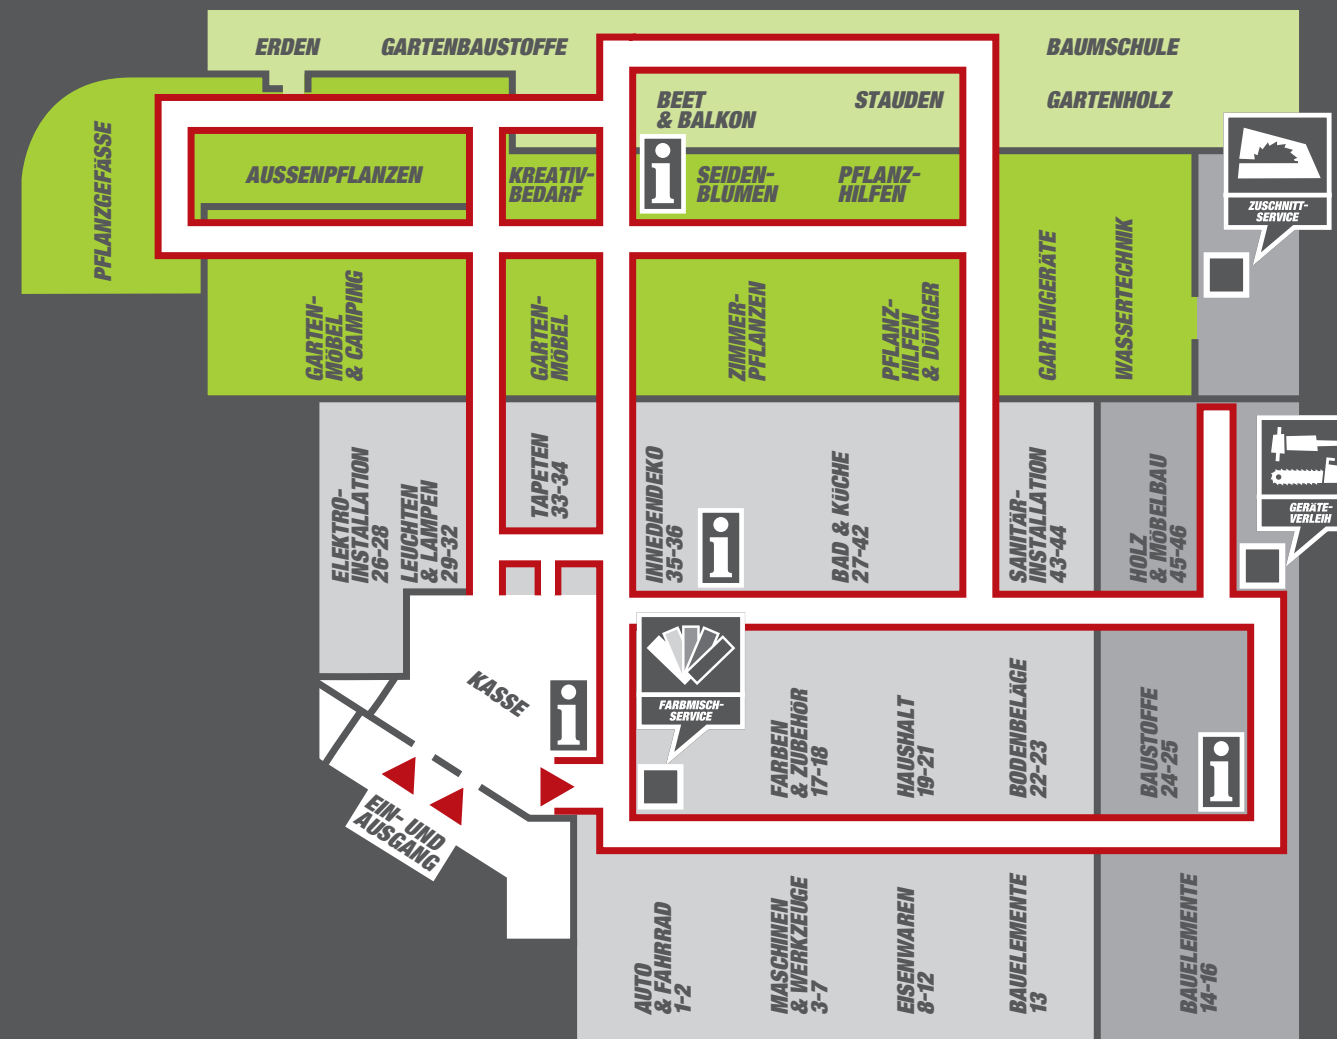 ERDEN
GARTENBAUSTOFFE
BAUMSCHULE
BEET
& BALKON
STAUDEN
GARTENHOLZ
PFLANZGEFÄSSE
AUSSENPFLANZEN
KREATIV-
BEDARF
i
SEIDEN-
BLUMEN
PFLANZ-
HILFEN
ZUSCHNITT-
SERVICE
GARTEN-
MÖBEL
& CAMPING
GARTEN-
MÖBEL
ZIMMER-
PFLANZEN
PFLANZ-
HILFEN
& DÜNGER
GARTENGERÄTE
WASSERTECHNIK
ELEKTRO-
INSTALLATION
26-28
LEUCHTEN
& LAMPEN
29-32
TAPETEN
33-34
INNEDENDEKO
35-36
i
BAD & KÜCHE
27-42
SANITÄR-
INSTALLATION
43-44
HOLZ
& MÖBELBAU
45-46
GERÄTE-
VERLEIH
KASSE
i
FARBMISCH-
SERVICE
FARBEN
& ZUBEHÖR
17-18
HAUSHALT
19-21
BODENBELÄGE
22-23
BAUSTOFFE
24-25
i
EIN- UND
AUSGANG
AUTO
& FAHRRAD
1-2
MASCHINEN
& WERKZEUGE
3-7
EISENWAREN
8-12
BAUELEMENTE
13
BAUELEMENTE
14-16